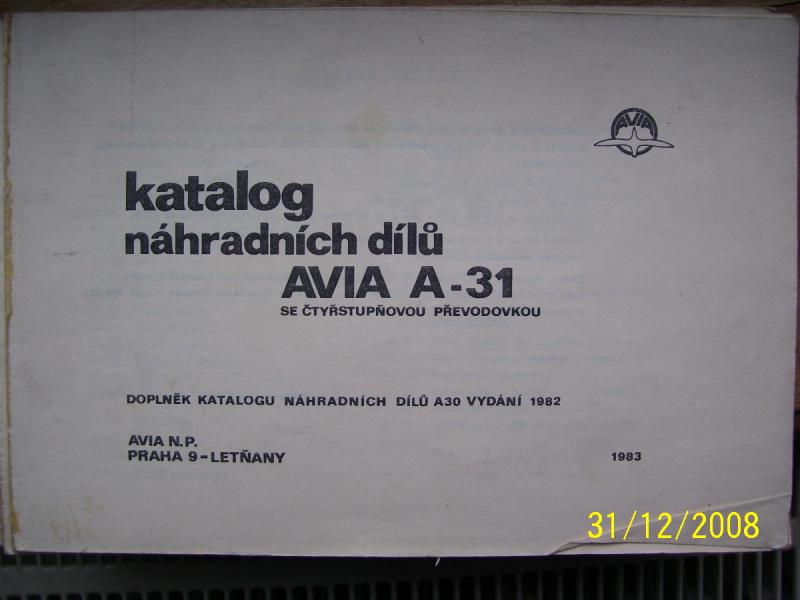 AVIA
katalog
náhradních dílů
AVIA A-31
SE ČTYŘSTUPŇOVOU PŘEVODOVKOU
DOPLNĚK KATALOGU NÁHRADNÍCH DÍLŮ A30 VYDÁNÍ 1982
AVIA N.P.
PRAHA 9-LETŇANY
1983
31/12/2008